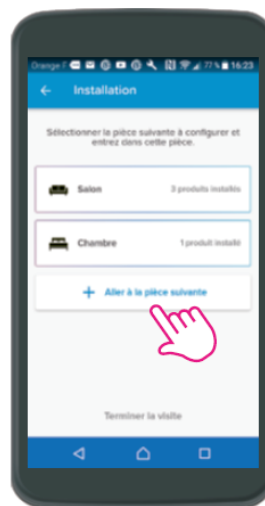 Orange F 77 % 16:23
Installation
Sélectionner la pièce suivante à configurer et
entrez dans cette pièce.
Salon 3 produits installés
Chambre 1 produit installé
+ Aller à la pièce suivante
Terminer la visite